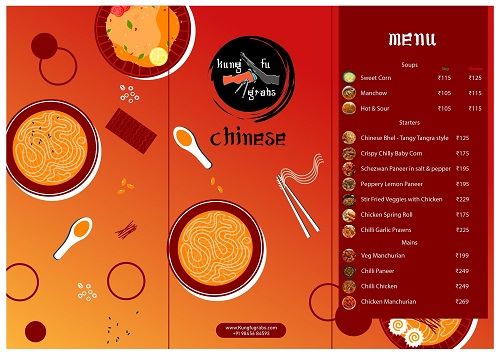 kung fu
grabs
chinese
www.Kungfugrabs.com
+91 98456 84593
MENU
Soups
Sweet Corn ₹115 ₹125
Manchow ₹105 ₹115
Hot & Sour ₹105 ₹115
Starters
Chinese Bhel - Tangy Tangra style ₹125
Crispy Chilly Baby Corn ₹175
Schezwan Paneer in salt & pepper ₹195
Peppery Lemon Paneer ₹195
Stir Fried Veggies with Chicken ₹229
Chicken Spring Roll ₹175
Chilli Garlic Prawns ₹225
Mains
Veg Manchurian ₹199
Chilli Paneer ₹249
Chilli Chicken ₹249
Chicken Manchurian ₹269